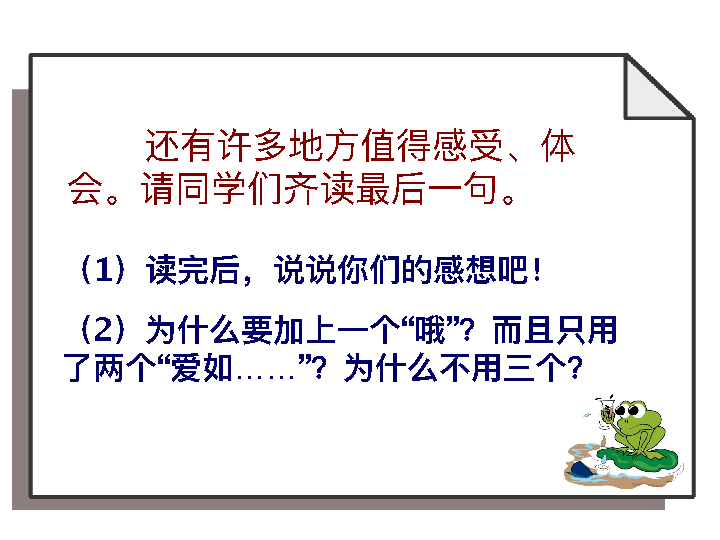 还有许多地方值得感受、体
会。请同学们齐读最后一句。
（1）读完后，说说你们的感想吧！
（2）为什么要加上一个“哦”？而且只用
了两个“爱如……”？为什么不用三个？